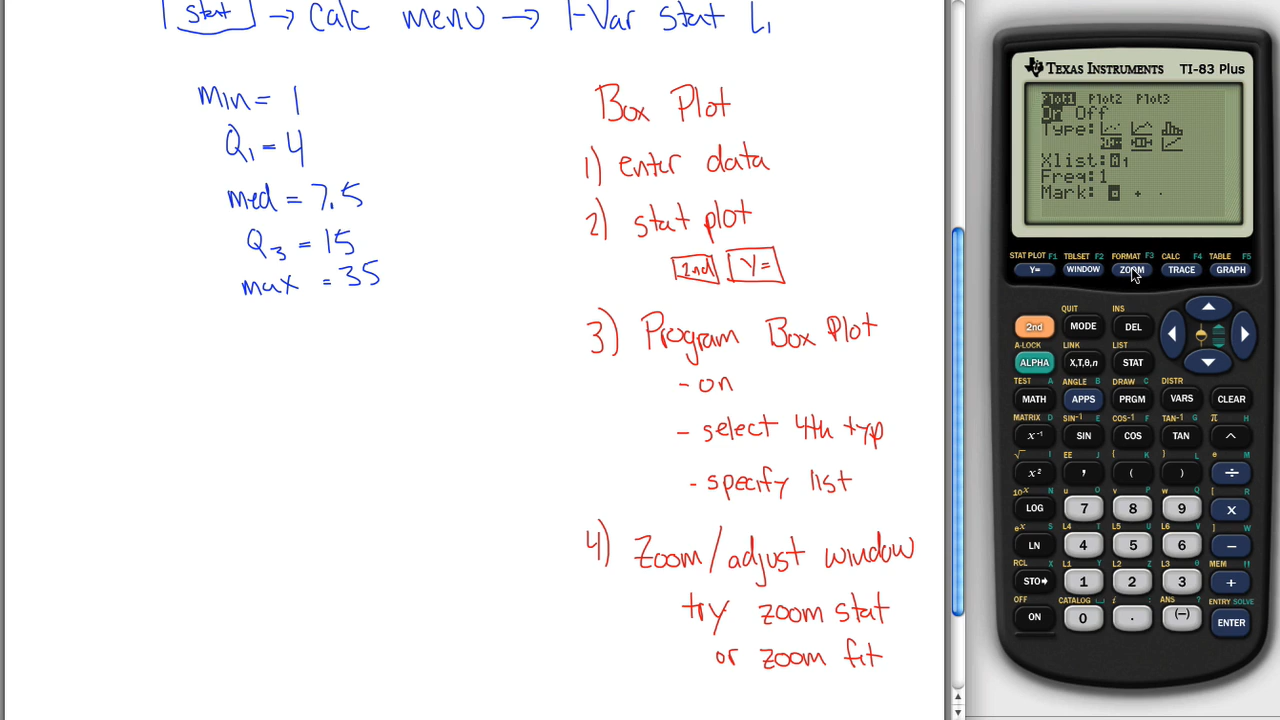 stat → Calc menu → 1-Var stat L1
Min = 1
Q1 = 4
med = 7.5
Q3 = 15
max = 35
Box Plot
1) enter data
2) stat plot
2nd Y=
3) Program Box Plot
- on
- select 4th typ
- specify list
4) Zoom/adjust window
try zoom stat
or zoom fit
TEXAS INSTRUMENTS TI-83 Plus
Plot1 Plot2 Plot3
On Off
Type:
Xlist:
Freq:1
Mark: + .
STAT PLOT F1 TBLSET F2 FORMAT F3 CALC F4 TABLE F5
Y= WINDOW ZOOM TRACE GRAPH
QUIT INS
2nd MODE DEL
A-LOCK LINK LIST
ALPHA X,T,θ,n STAT
TEST A ANGLE B DRAW C DISTR
MATH APPS PRGM VARS CLEAR
MATRIX D SIN⁻¹ E COS⁻¹ F TAN⁻¹ G π H
x⁻¹ SIN COS TAN ^
√ I EE J { K } L e M
x² , ( ) ÷
10ˣ N u O v P w Q [ R
LOG 7 8 9 x
eˣ S L4 T L5 U L6 V ] W
LN 4 5 6 −
RCL X L1 Y L2 Z L3 θ MEM "
STO➧ 1 2 3 +
OFF CATALOG i : ANS ? ENTRY SOLVE
ON 0 . (−) ENTER